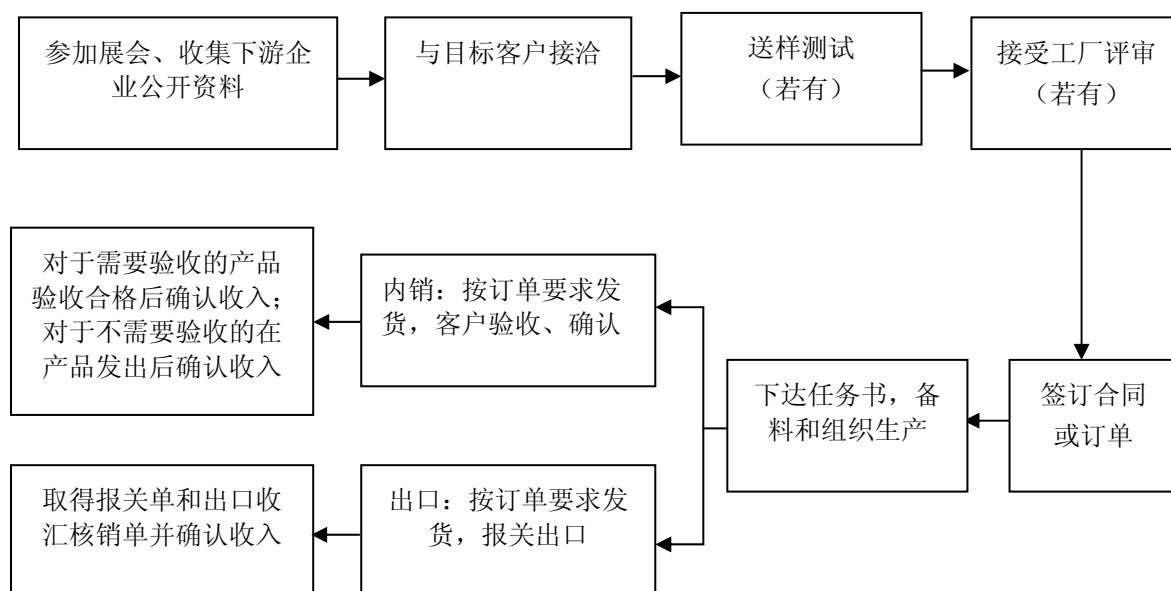 参加展会、收集下游企
业公开资料
与目标客户接洽
送样测试
（若有）
接受工厂评审
（若有）
签订合同
或订单
下达任务书，备
料和组织生产
内销：按订单要求发
货，客户验收、确认
对于需要验收的产品
验收合格后确认收入；
对于不需要验收的在
产品发出后确认收入
出口：按订单要求发
货，报关出口
取得报关单和出口收
汇核销单并确认收入